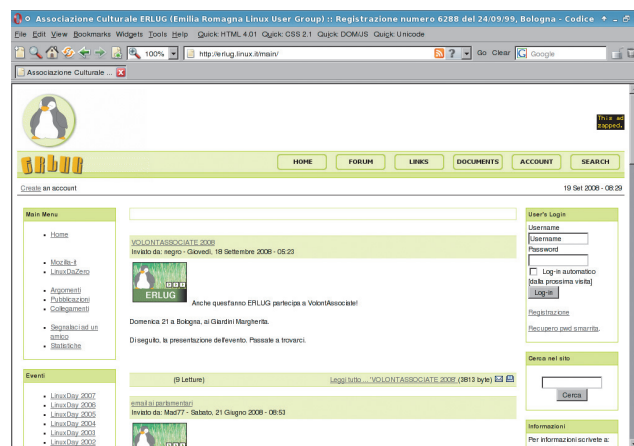 Associazione Culturale ERLUG (Emilia Romagna Linux User Group) :: Registrazione numero 6288 del 24/09/99, Bologna - Codice
File Edit View Bookmarks Widgets Tools Help Quick HTML 4.01 Quick CSS 2.1 Quick DOM/JS Quick Unicode
100% http://erlug.linux.it/main/ ? Go Clear G Google
Associazione Culturale ...
This ad zapped.
ERLUG
HOME FORUM LINKS DOCUMENTS ACCOUNT SEARCH
Create an account
19 Set 2008 - 08:29
Main Menu
Home
Mozilla-it
LinuxDaZero
Argomenti
Pubblicazioni
Collegamenti
Segnalaci ad un
amico
Statistiche
Eventi
LinuxDay 2007
LinuxDay 2006
LinuxDay 2005
LinuxDay 2004
LinuxDay 2003
LinuxDay 2002
VOLONTASSOCIATE 2008
Inviato da: negro - Giovedì, 18 Settembre 2008 - 05:23
ERLUG
Anche quest'anno ERLUG partecipa a VolontAssociate!
Domenica 21 a Bologna, ai Giardini Margherita.
Di seguito, la presentazione dell'evento. Passate a trovarci.
(9 Letture) Leggi tutto ... 'VOLONTASSOCIATE 2008' (3813 byte)
email ai parlamentari
Inviato da: Mad77 - Sabato, 21 Giugno 2008 - 08:53
User's Login
Username
Username
Password
Log-in automatico
[dalla prossima visita]
Log-in
Registrazione
Recupero pwd smarrita.
Cerca nel sito
Cerca
Informazioni
Per informazioni scrivete a: